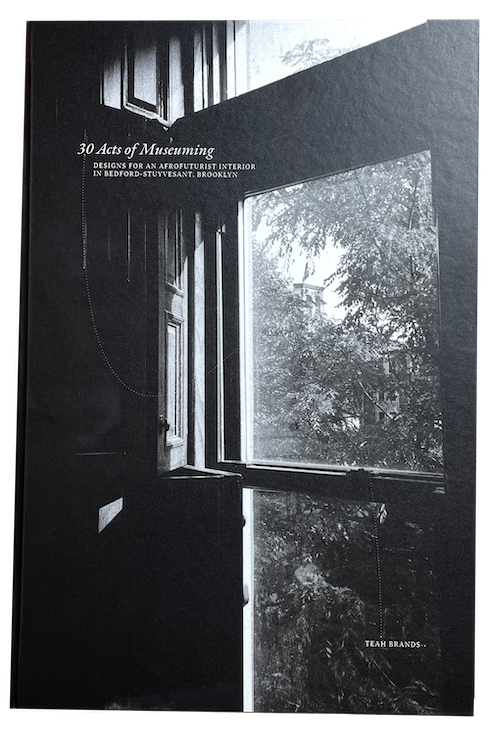 30 Acts of Museuming
DESIGNS FOR AN AFROFUTURIST INTERIOR
IN BEDFORD-STUYVESANT, BROOKLYN
TEAH BRANDS